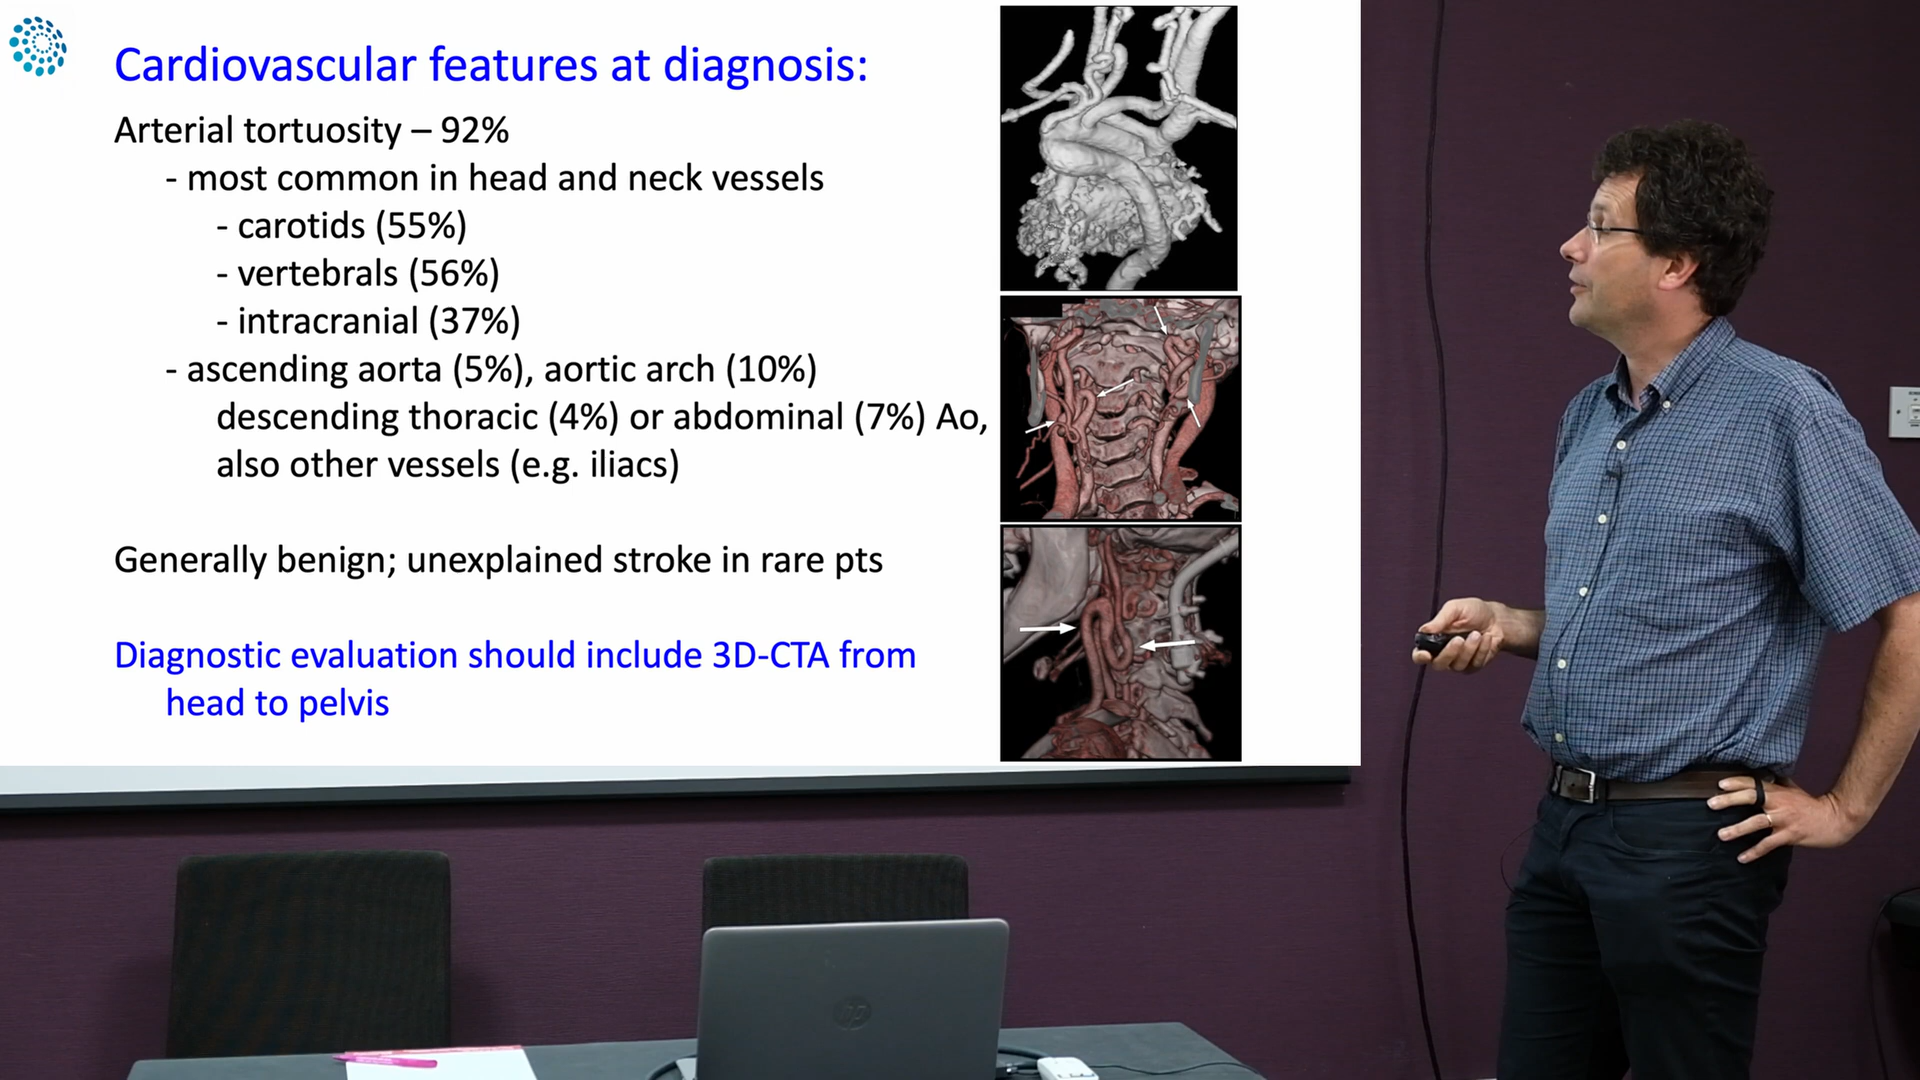 Cardiovascular features at diagnosis:
Arterial tortuosity – 92%
- most common in head and neck vessels
- carotids (55%)
- vertebrals (56%)
- intracranial (37%)
- ascending aorta (5%), aortic arch (10%)
descending thoracic (4%) or abdominal (7%) Ao,
also other vessels (e.g. iliacs)
Generally benign; unexplained stroke in rare pts
Diagnostic evaluation should include 3D-CTA from
head to pelvis
hp